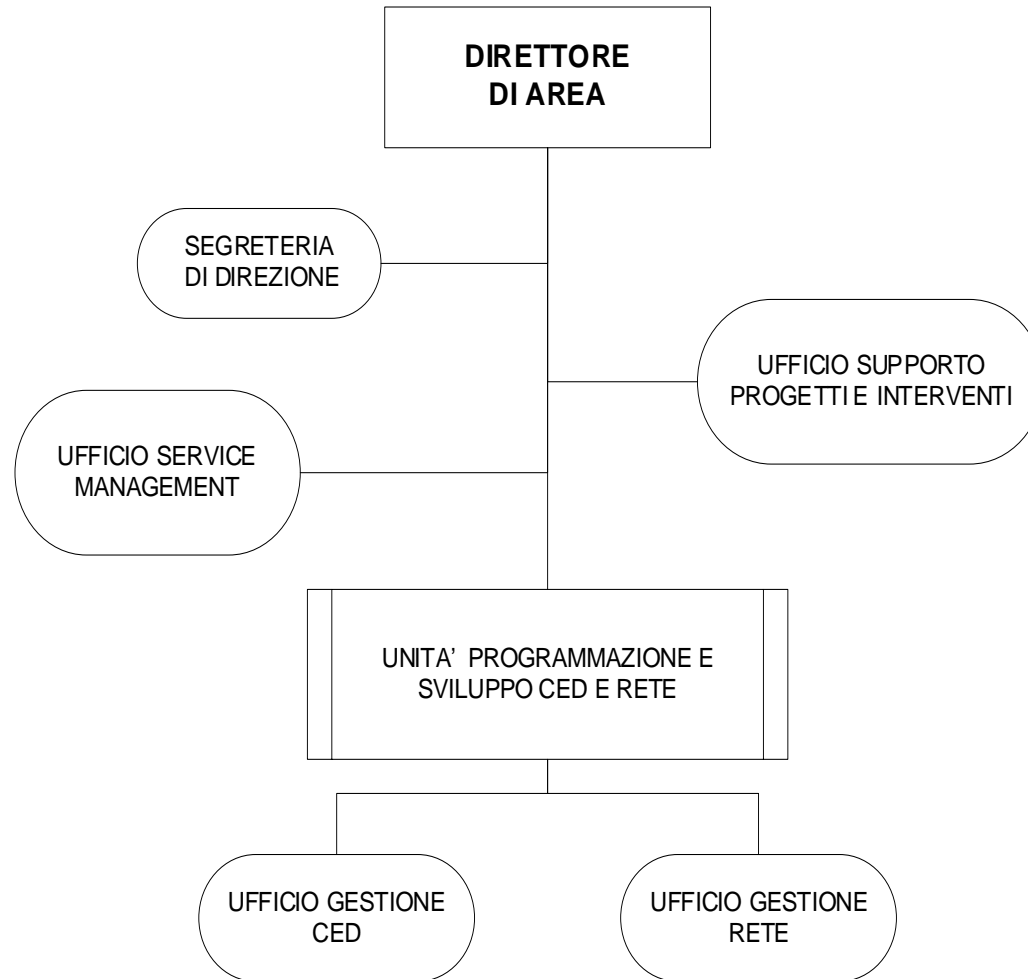 DIRETTORE
DI AREA
SEGRETERIA
DI DIREZIONE
UFFICIO SUPPORTO
PROGETTI E INTERVENTI
UFFICIO SERVICE
MANAGEMENT
UNITA’ PROGRAMMAZIONE E
SVILUPPO CED E RETE
UFFICIO GESTIONE
CED
UFFICIO GESTIONE
RETE